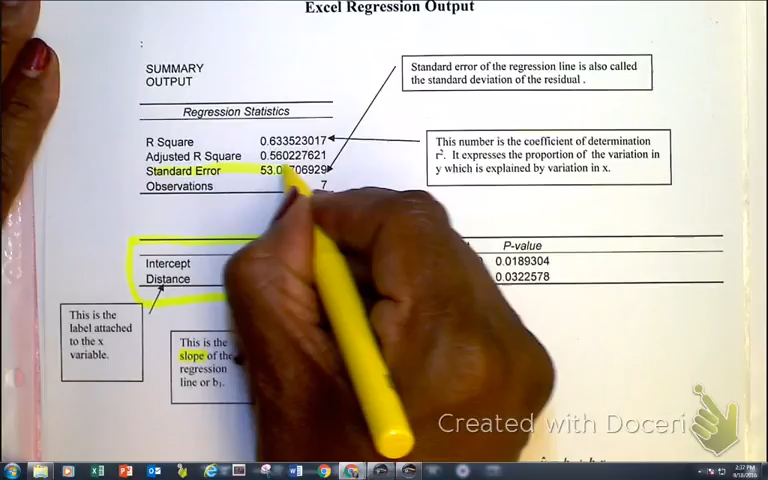 Excel Regression Output
SUMMARY
OUTPUT
Regression Statistics
R Square 0.633523017
Adjusted R Square 0.560227621
Standard Error
Observations 7
Standard error of the regression line is also called
the standard deviation of the residual .
This number is the coefficient of determination
r². It expresses the proportion of the variation in
y which is explained by variation in x.
P-value
Intercept 0.0189304
Distance 0.0322578
This is the
label attached
to the x
variable.
This is the
slope of the
regression
line or b₁.
Created with Doceri
2:37 PM